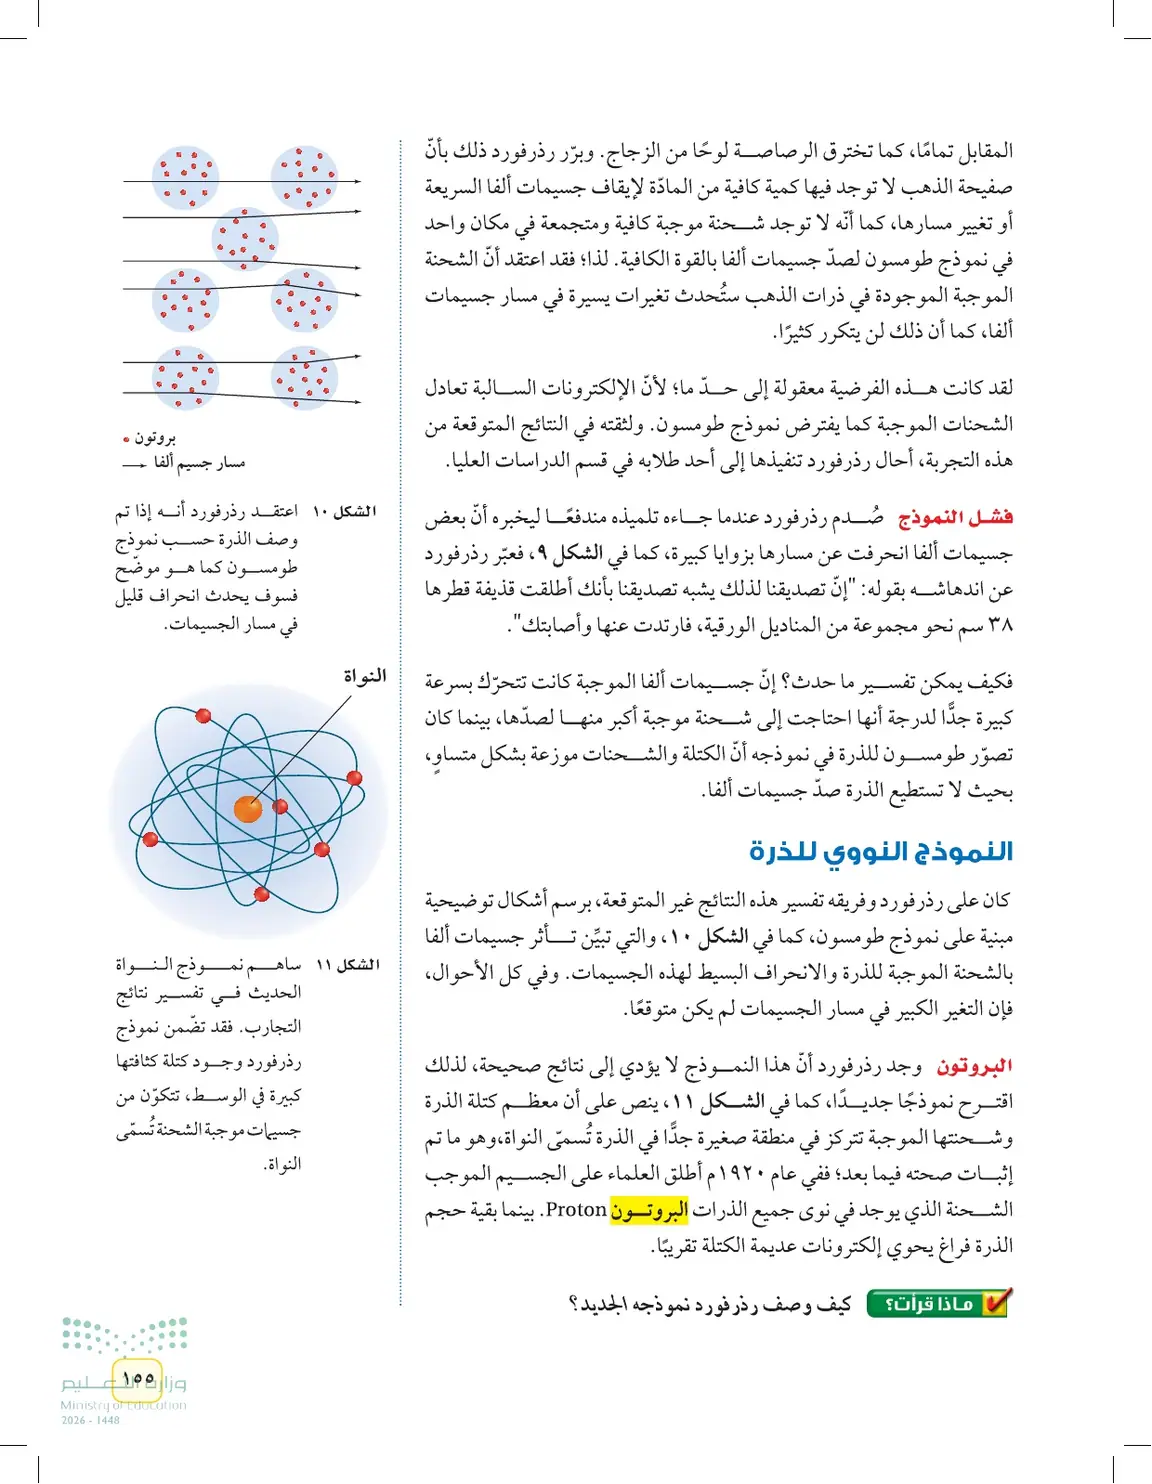 المقابل تمامًا، كما تخترق الرصاصة لوحًا من الزجاج. وبرّر رذرفورد ذلك بأنّ
صفيحة الذهب لا توجد فيها كمية كافية من المادّة لإيقاف جسيمات ألفا السريعة
أو تغيير مسارها، كما أنّه لا توجد شحنة موجبة كافية ومتجمعة في مكان واحد
في نموذج طومسون لصدّ جسيمات ألفا بالقوة الكافية. لذا؛ فقد اعتقد أنّ الشحنة
الموجبة الموجودة في ذرات الذهب ستُحدث تغيرات يسيرة في مسار جسيمات
ألفا، كما أن ذلك لن يتكرر كثيرًا.
لقد كانت هذه الفرضية معقولة إلى حدّ ما؛ لأنّ الإلكترونات السالبة تعادل
الشحنات الموجبة كما يفترض نموذج طومسون. ولثقته في النتائج المتوقعة من
هذه التجربة، أحال رذرفورد تنفيذها إلى أحد طلابه في قسم الدراسات العليا.
فشل النموذج صُدم رذرفورد عندما جاءه تلميذه مندفعًا ليخبره أنّ بعض
جسيمات ألفا انحرفت عن مسارها بزوايا كبيرة، كما في الشكل ٩، فعبّر رذرفورد
عن اندهاشه بقوله: "إنّ تصديقنا لذلك يشبه تصديقنا بأنك أطلقت قذيفة قطرها
٣٨ سم نحو مجموعة من المناديل الورقية، فارتدت عنها وأصابتك".
فكيف يمكن تفسير ما حدث؟ إنّ جسيمات ألفا الموجبة كانت تتحرّك بسرعة
كبيرة جدًّا لدرجة أنها احتاجت إلى شحنة موجبة أكبر منها لصدّها، بينما كان
تصوّر طومسون للذرة في نموذجه أنّ الكتلة والشحنات موزعة بشكل متساوٍ،
بحيث لا تستطيع الذرة صدّ جسيمات ألفا.
النموذج النووي للذرة
كان على رذرفورد وفريقه تفسير هذه النتائج غير المتوقعة، برسم أشكال توضيحية
مبنية على نموذج طومسون، كما في الشكل ١٠، والتي تبيِّن تأثر جسيمات ألفا
بالشحنة الموجبة للذرة والانحراف البسيط لهذه الجسيمات. وفي كل الأحوال،
فإن التغير الكبير في مسار الجسيمات لم يكن متوقعًا.
البروتون وجد رذرفورد أنّ هذا النموذج لا يؤدي إلى نتائج صحيحة، لذلك
اقترح نموذجًا جديدًا، كما في الشكل ١١، ينص على أن معظم كتلة الذرة
وشحنتها الموجبة تتركز في منطقة صغيرة جدًّا في الذرة تُسمّى النواة،وهو ما تم
إثبات صحته فيما بعد؛ ففي عام ١٩٢٠م أطلق العلماء على الجسيم الموجب
الشحنة الذي يوجد في نوى جميع الذرات البروتون Proton. بينما بقية حجم
الذرة فراغ يحوي إلكترونات عديمة الكتلة تقريبًا.
ماذا قرأت؟ كيف وصف رذرفورد نموذجه الجديد؟
بروتون
مسار جسيم ألفا
الشكل ١٠ اعتقد رذرفورد أنه إذا تم
وصف الذرة حسب نموذج
طومسون كما هو موضّح
فسوف يحدث انحراف قليل
في مسار الجسيمات.
النواة
الشكل ١١ ساهم نموذج النواة
الحديث في تفسير نتائج
التجارب. فقد تضّمن نموذج
رذرفورد وجود كتلة كثافتها
كبيرة في الوسط، تتكوّن من
جسيمات موجبة الشحنة تُسمّى
النواة.
١٥٥
وزارة التعليم
Ministry of Education
2026 - 1448